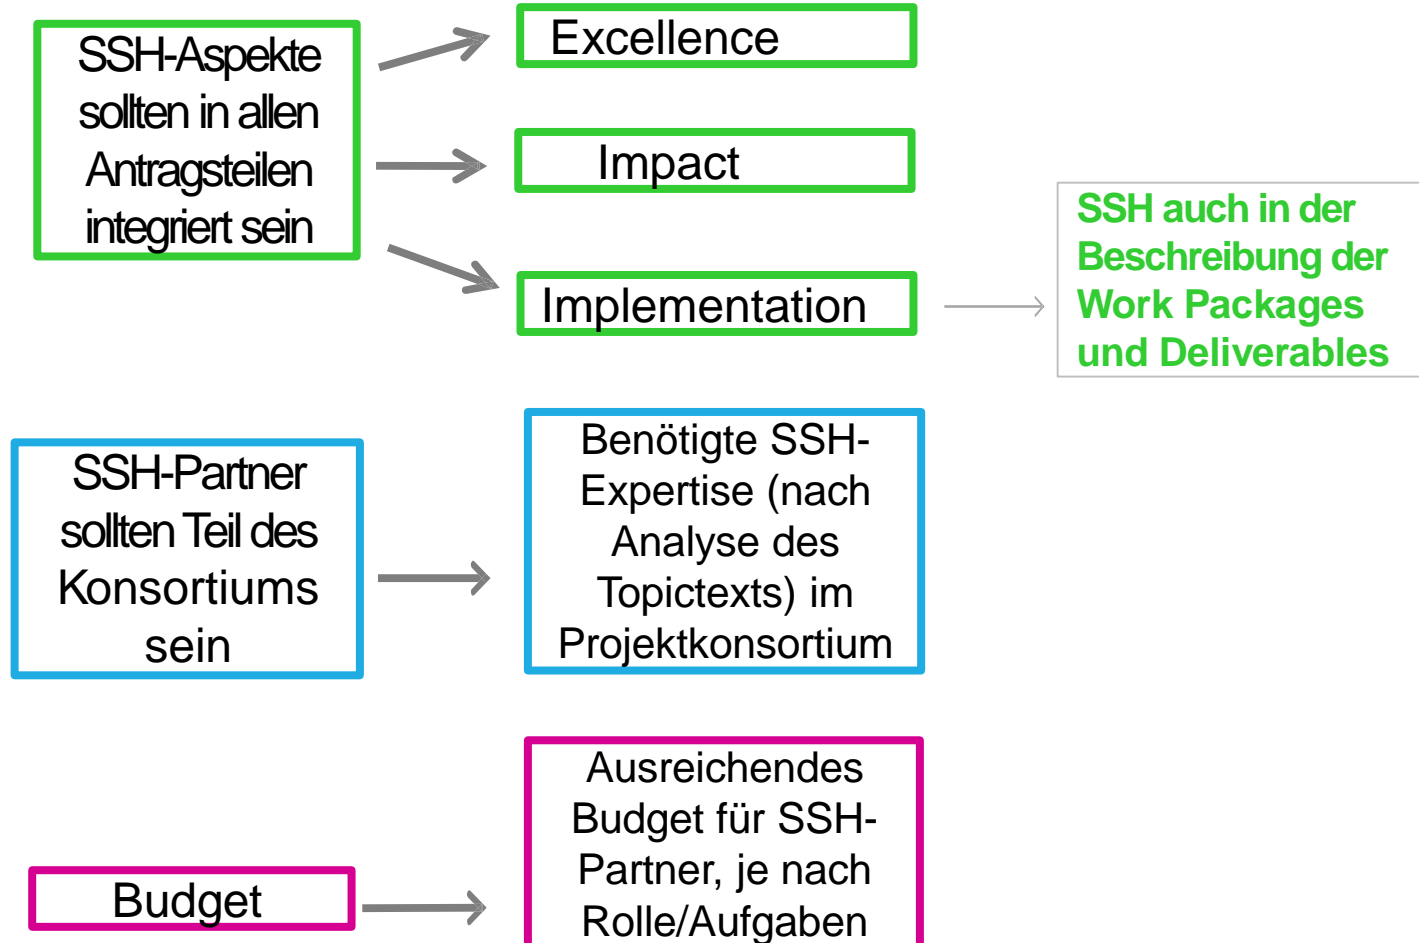 SSH-Aspekte
sollten in allen
Antragsteilen
integriert sein
Excellence
Impact
Implementation
SSH auch in der
Beschreibung der
Work Packages
und Deliverables
SSH-Partner
sollten Teil des
Konsortiums
sein
Benötigte SSH-
Expertise (nach
Analyse des
Topictexts) im
Projektkonsortium
Budget
Ausreichendes
Budget für SSH-
Partner, je nach
Rolle/Aufgaben